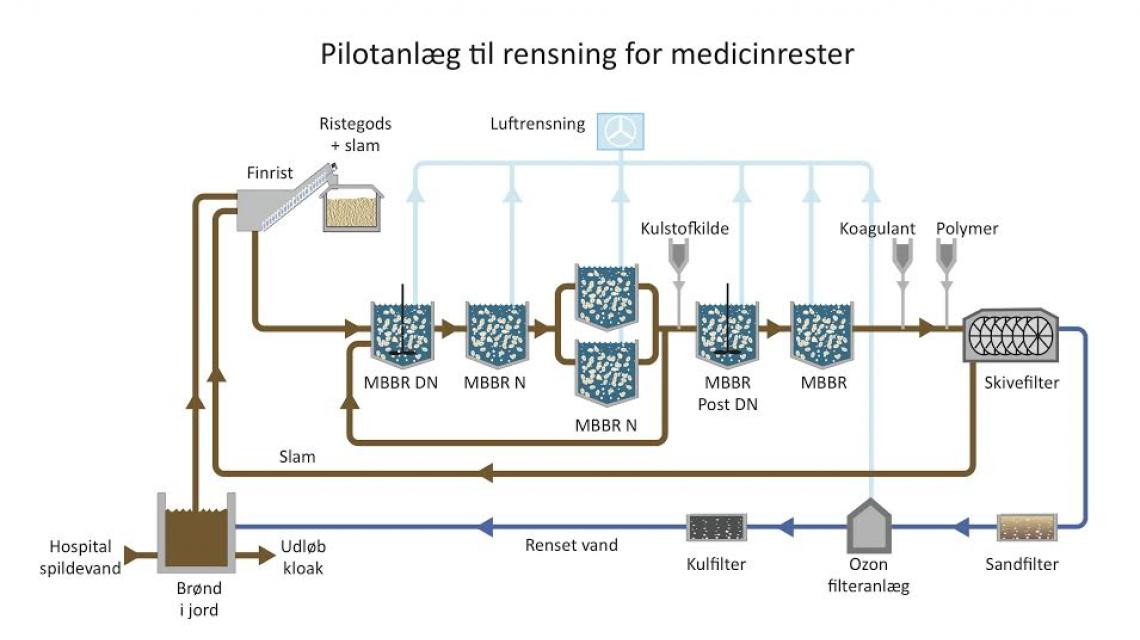 Pilotanlæg til rensning for medicinrester
Ristegods
+ slam
Luftrensning
Finrist
Kulstofkilde
Koagulant
Polymer
MBBR DN
MBBR N
MBBR N
MBBR
Post DN
MBBR
Skivefilter
Slam
Hospital
spildevand
Udløb
kloak
Brønd
i jord
Renset vand
Kulfilter
Ozon
filteranlæg
Sandfilter